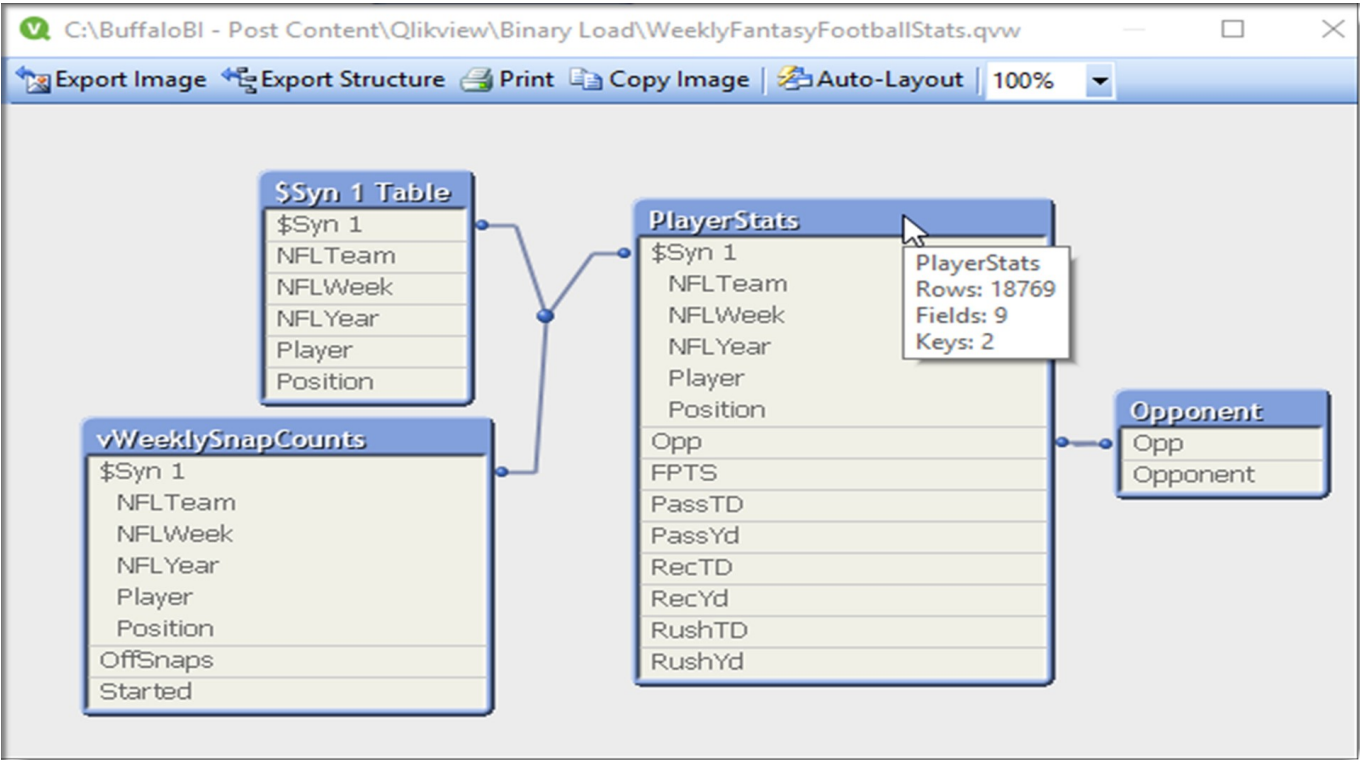 C:\BuffaloBI - Post Content\Qlikview\Binary Load\WeeklyFantasyFootballStats.qvw
Export Image Export Structure Print Copy Image Auto-Layout 100%
$Syn 1 Table
$Syn 1
NFLTeam
NFLWeek
NFLYear
Player
Position
vWeeklySnapCounts
$Syn 1
NFLTeam
NFLWeek
NFLYear
Player
Position
OffSnaps
Started
PlayerStats
$Syn 1
NFLTeam
NFLWeek
NFLYear
Player
Position
Opp
FPTS
PassTD
PassYd
RecTD
RecYd
RushTD
RushYd
PlayerStats
Rows: 18769
Fields: 9
Keys: 2
Opponent
Opp
Opponent